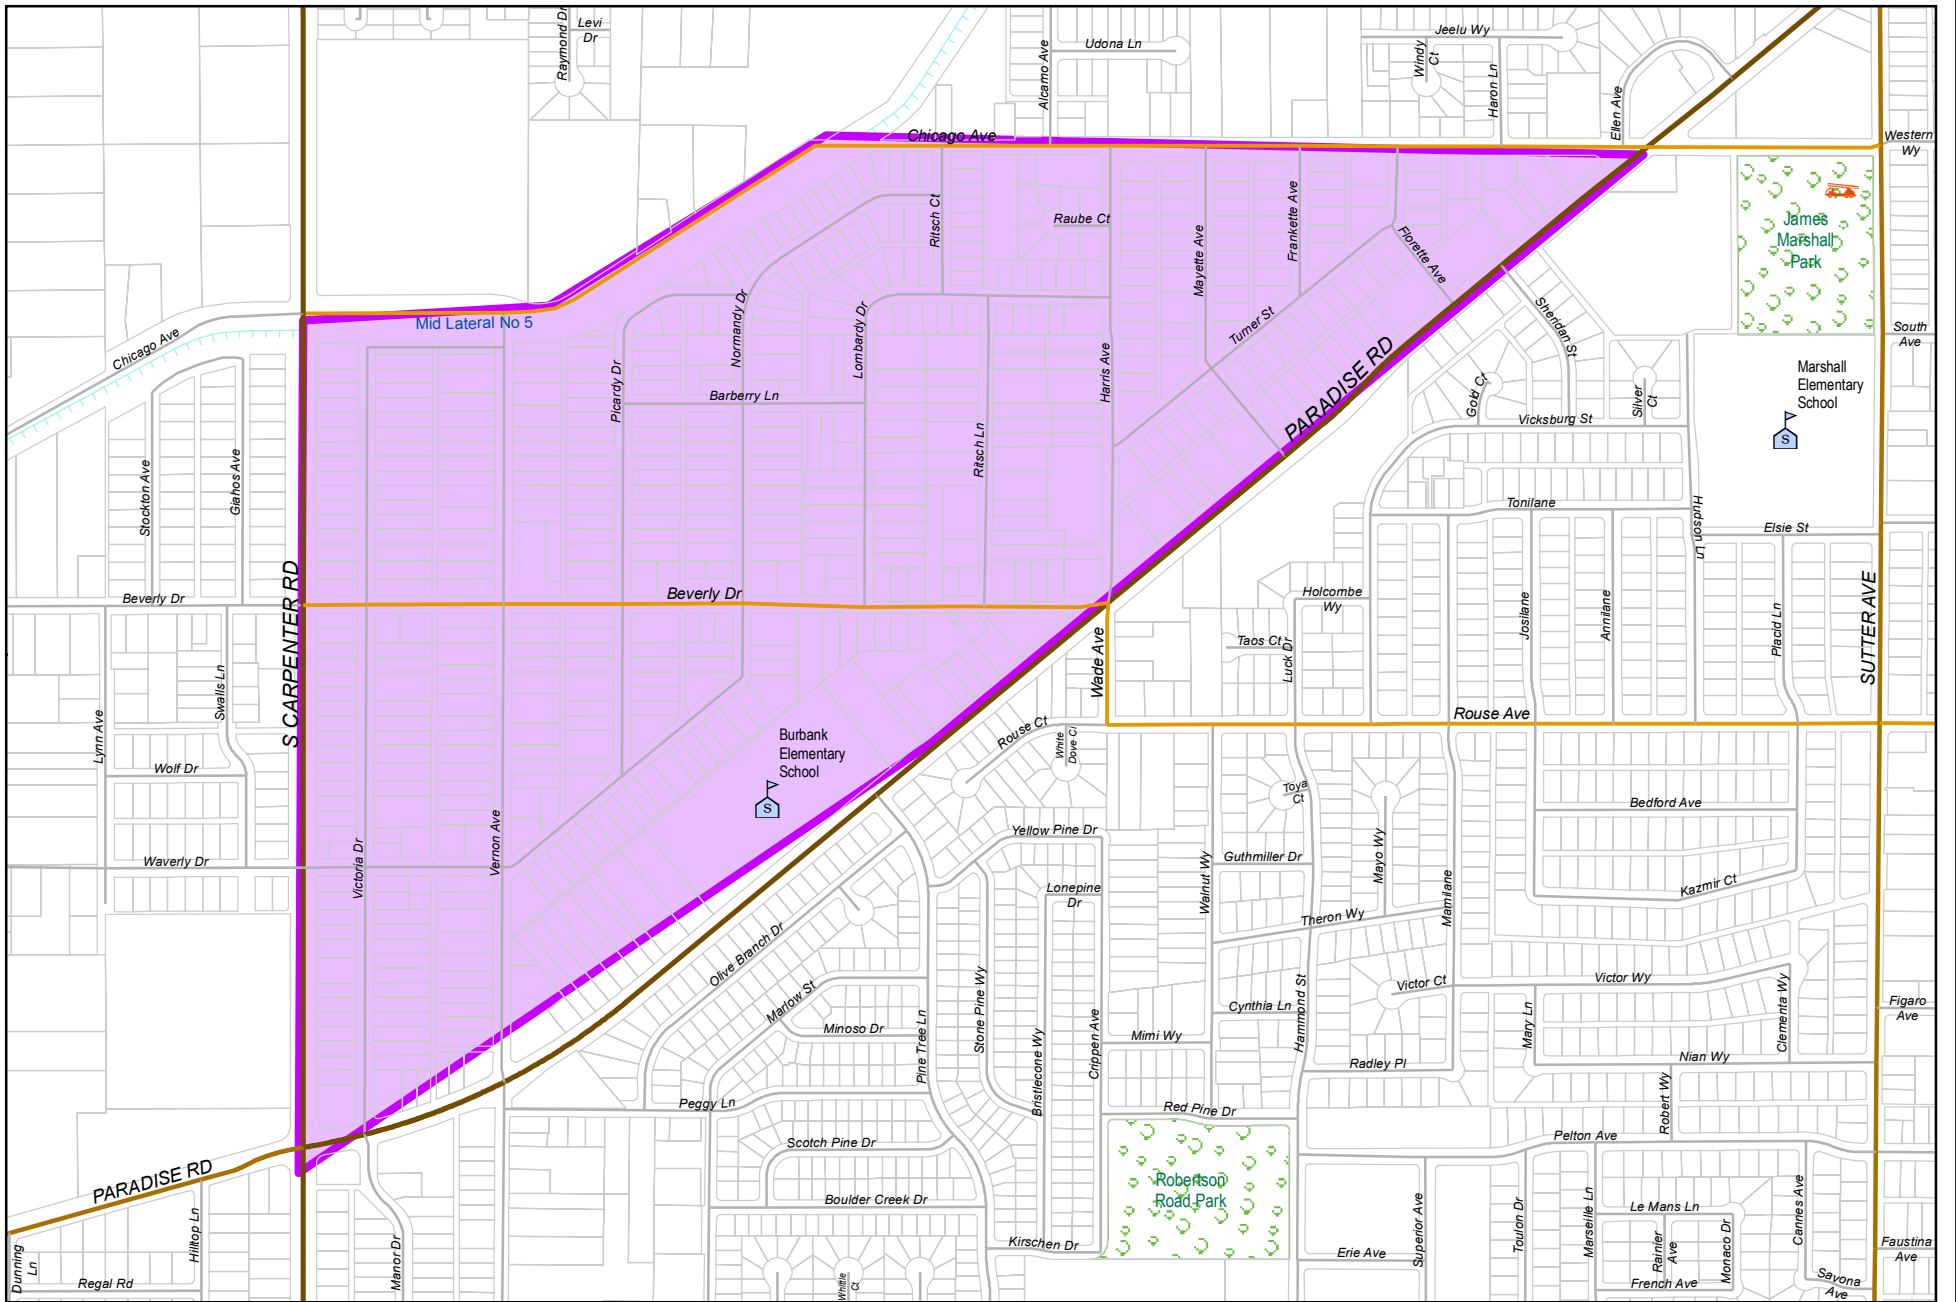 Raymond Dr
Levi
Dr
Alcamo Ave
Udona Ln
Jeelu Wy
Windy
Ct
Haron Ln
Ellen Ave
Western
Wy
Chicago Ave
James
Marshall
Park
Ritsch Ct
Raube Ct
Mayette Ave
Frankette Ave
Florette Ave
Mid Lateral No 5
Chicago Ave
Normandy Dr
Lombardy Dr
Turner St
Sheridan St
South
Ave
Picardy Dr
Harris Ave
PARADISE RD
Gold Ct
Silver
Ct
Marshall
Elementary
School
S
Barberry Ln
Vicksburg St
Stockton Ave
Giahos Ave
Ritsch Ln
Tonilane
Hudson Ln
Elsie St
S CARPENTER RD
Beverly Dr
Beverly Dr
Holcombe
Wy
Josilane
Annilane
Placid Ln
SUTTER AVE
Taos Ct
Luck Dr
Wade Ave
Swalls Ln
Lynn Ave
Wolf Dr
Rouse Ct
White
Dove Ci
Rouse Ave
Burbank
Elementary
School
S
Toya
Ct
Bedford Ave
Waverly Dr
Victoria Dr
Vernon Ave
Yellow Pine Dr
Guthmiller Dr
Mayo Wy
Walnut Wy
Lonepine
Dr
Mamilane
Kazmir Ct
Theron Wy
Olive Branch Dr
Marlow St
Minoso Dr
Stone Pine Wy
Pine Tree Ln
Bristlecone Wy
Crippen Ave
Mimi Wy
Cynthia Ln
Hammond St
Victor Ct
Victor Wy
Mary Ln
Clementa Wy
Figaro
Ave
Radley Pl
Nian Wy
Robert Wy
Peggy Ln
Red Pine Dr
Pelton Ave
Scotch Pine Dr
PARADISE RD
Robertson
Road Park
Boulder Creek Dr
Hilltop Ln
Manor Dr
Dunning
Ln
Regal Rd
Whittle
Ct
Kirschen Dr
Erie Ave
Superior Ave
Toulon Dr
Marseille Ln
Le Mans Ln
Rainier
Ave
Monaco Dr
Cannes Ave
French Ave
Savona
Ave
Faustina
Ave